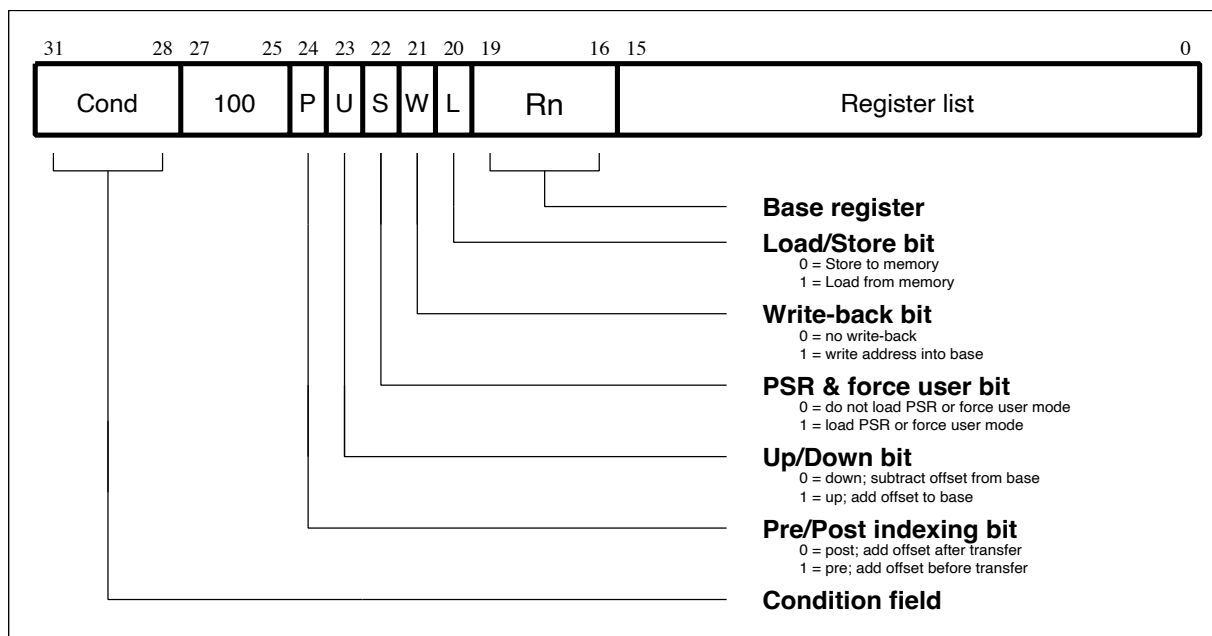 31 28 27 25 24 23 22 21 20 19 16 15 0
Cond 100 P U S W L Rn Register list
Base register
Load/Store bit
0 = Store to memory
1 = Load from memory
Write-back bit
0 = no write-back
1 = write address into base
PSR & force user bit
0 = do not load PSR or force user mode
1 = load PSR or force user mode
Up/Down bit
0 = down; subtract offset from base
1 = up; add offset to base
Pre/Post indexing bit
0 = post; add offset after transfer
1 = pre; add offset before transfer
Condition field